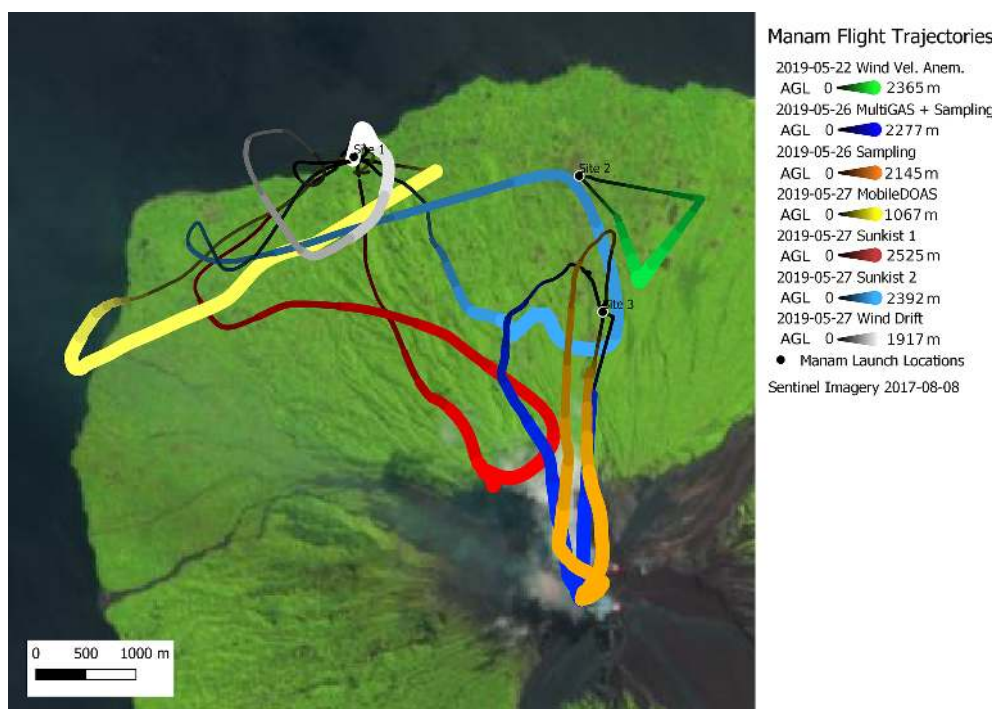 Manam Flight Trajectories
2019-05-22 Wind Vel. Anem.
AGL 0 2365 m
2019-05-26 MultiGAS + Sampling
AGL 0 2277 m
2019-05-26 Sampling
AGL 0 2145 m
2019-05-27 MobileDOAS
AGL 0 1067 m
2019-05-27 Sunkist 1
AGL 0 2525 m
2019-05-27 Sunkist 2
AGL 0 2392 m
2019-05-27 Wind Drift
AGL 0 1917 m
Manam Launch Locations
Sentinel Imagery 2017-08-08
Site 1
Site 2
Site 3
0 500 1000 m